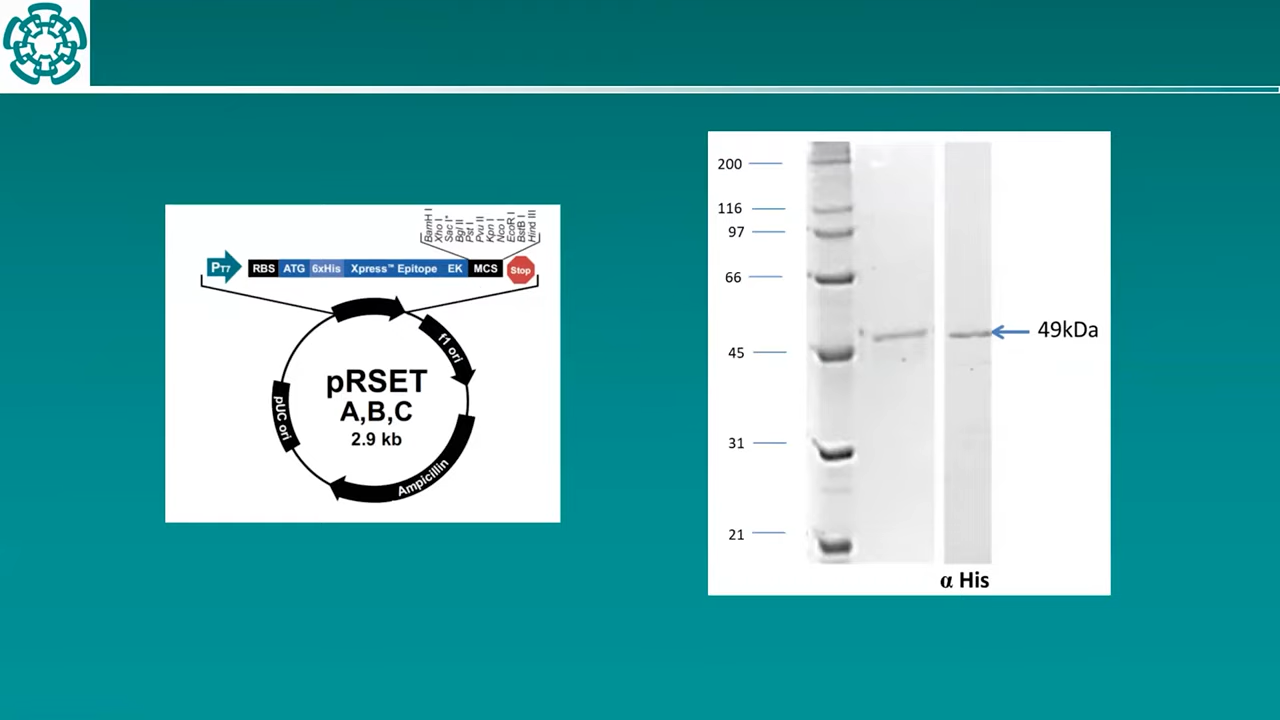 BamH I
Xho I
Sac I*
Bgl II
Pst I
Pvu II
Kpn I
Nco I
EcoR I
BstB I
Hind III
PT7
RBS ATG 6xHis Xpress™ Epitope EK MCS Stop
f1 ori
pRSET
A,B,C
2.9 kb
pUC ori
Ampicillin
200
116
97
66
49kDa
45
31
21
α His